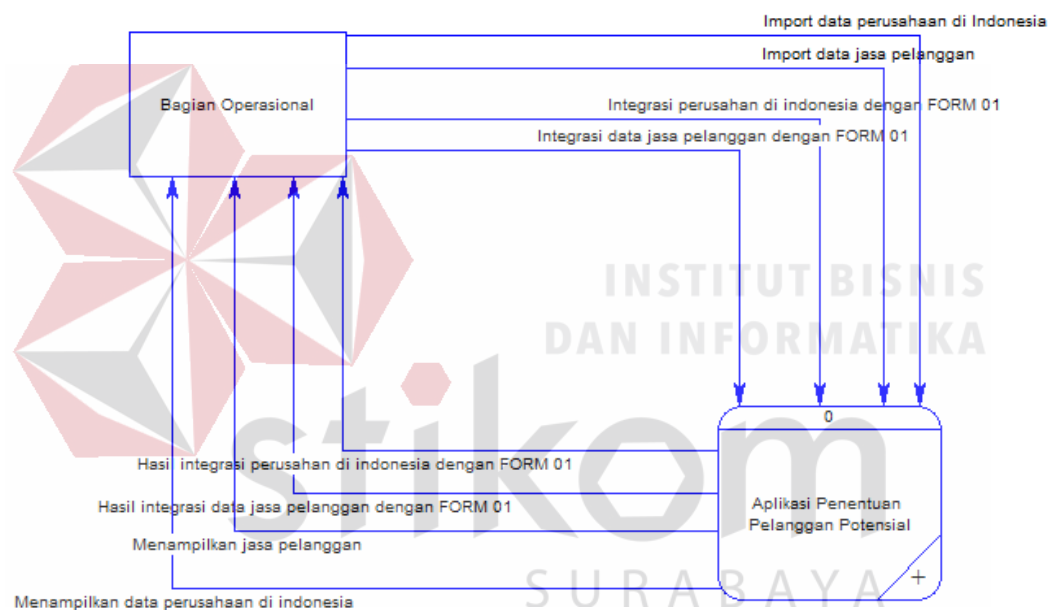 Import data perusahaan di Indonesia
Import data jasa pelanggan
Bagian Operasional
Integrasi perusahan di indonesia dengan FORM 01
Integrasi data jasa pelanggan dengan FORM 01
INSTITUT BISNIS
DAN INFORMATIKA
stikom
SURABAYA
0
Hasil integrasi perusahan di indonesia dengan FORM 01
Hasil integrasi data jasa pelanggan dengan FORM 01
Menampilkan jasa pelanggan
Menampilkan data perusahaan di indonesia
Aplikasi Penentuan
Pelanggan Potensial
+